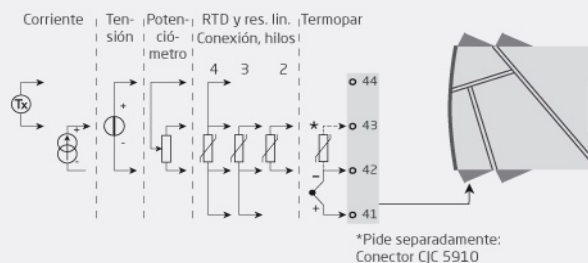 Corriente
Ten-
sión
Poten-
ció-
metro
RTD y res. lin.
Conexión, hilos
4 3 2
Termopar
Tx
+
-
+
-
*
-
+
44
43
42
41
*Pide separadamente:
Conector CJC 5910